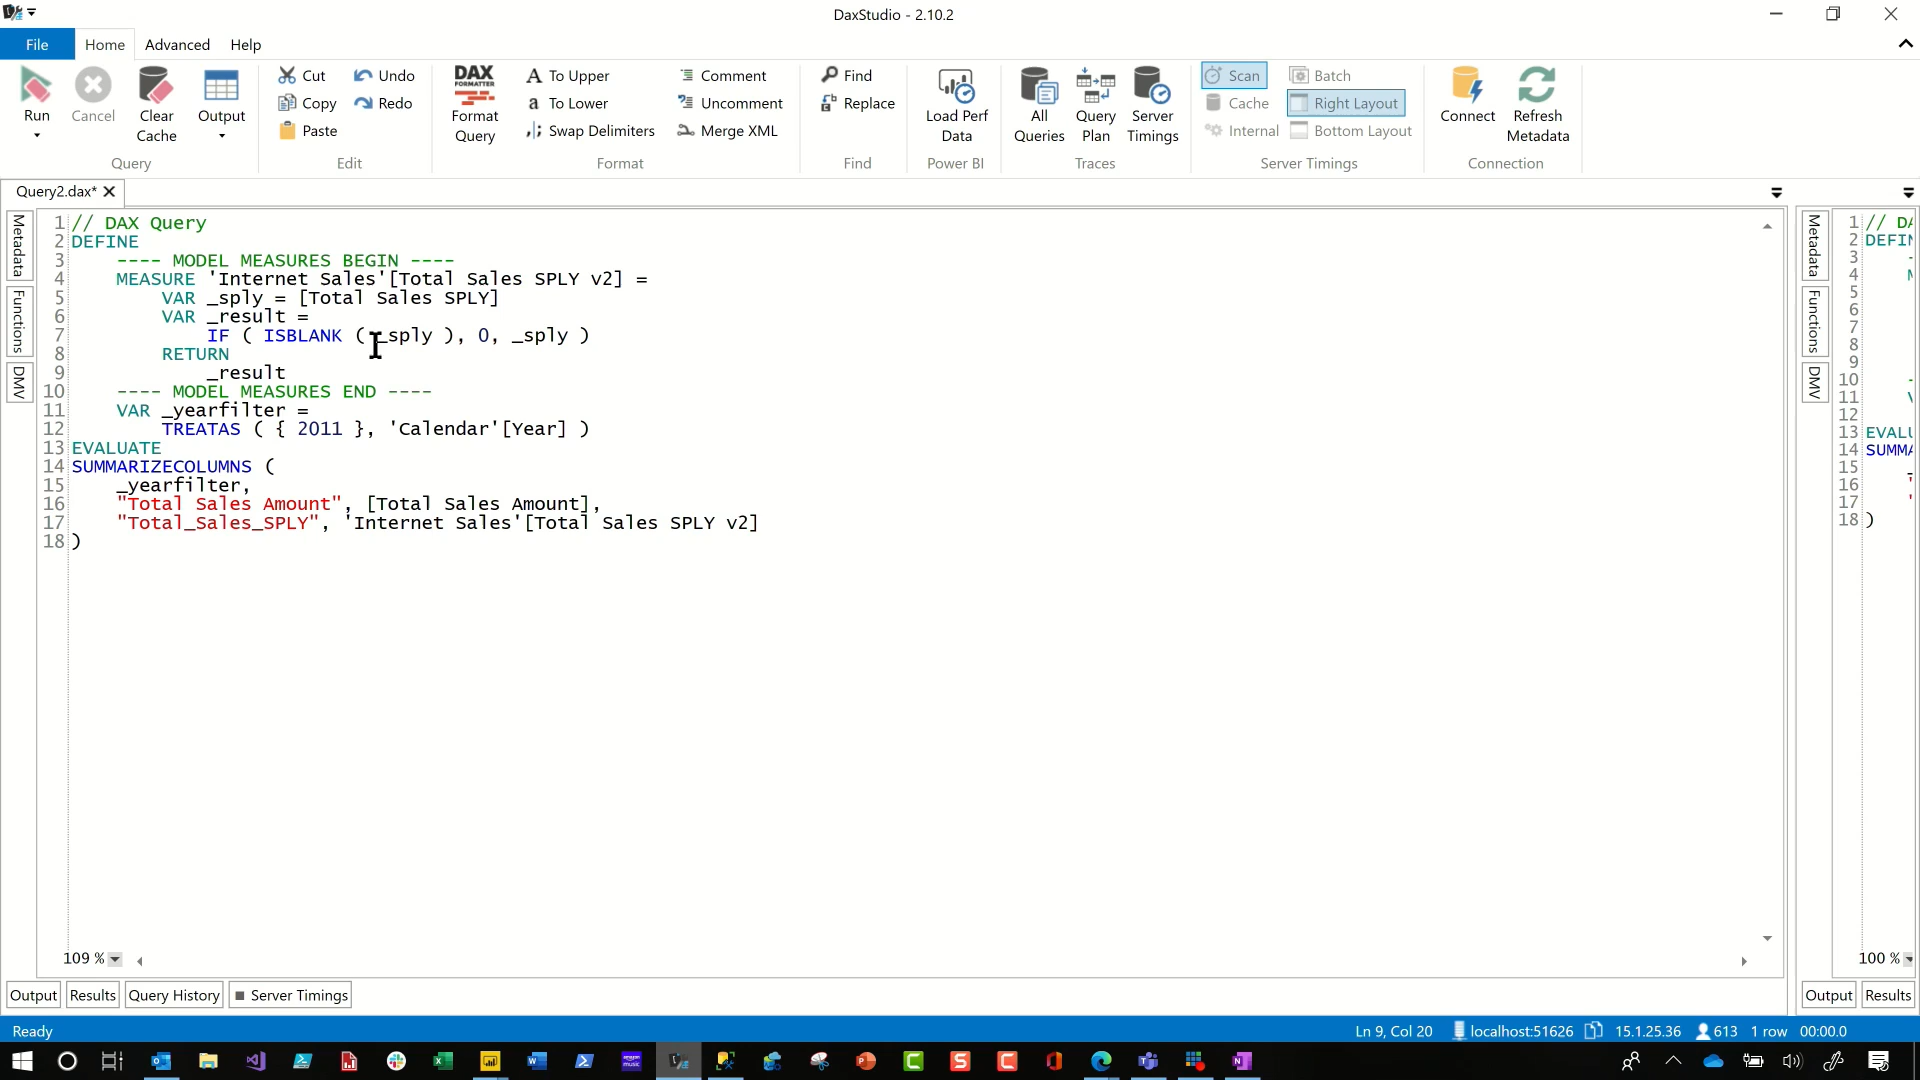 DaxStudio - 2.10.2
File Home Advanced Help
Run Cancel Clear Cache Output
Query
Cut Copy Paste Undo Redo
Edit
DAX FORMATTER Format Query
A To Upper
a To Lower
Swap Delimiters
Comment
Uncomment
Merge XML
Format
Find
Replace
Find
Load Perf Data
Power BI
All Queries Query Plan Server Timings
Traces
Scan Cache Internal
Batch Right Layout Bottom Layout
Server Timings
Connect Refresh Metadata
Connection
Query2.dax*
Metadata
Functions
DMV
1 // DAX Query
2 DEFINE
3 ---- MODEL MEASURES BEGIN ----
4 MEASURE 'Internet Sales'[Total Sales SPLY v2] =
5 VAR _sply = [Total Sales SPLY]
6 VAR _result =
7 IF ( ISBLANK ( _sply ), 0, _sply )
8 RETURN
9 _result
10 ---- MODEL MEASURES END ----
11 VAR _yearfilter =
12 TREATAS ( { 2011 }, 'Calendar'[Year] )
13 EVALUATE
14 SUMMARIZECOLUMNS (
15 _yearfilter,
16 "Total Sales Amount", [Total Sales Amount],
17 "Total_Sales_SPLY", 'Internet Sales'[Total Sales SPLY v2]
18 )
109 %
Metadata
Functions
DMV
1 //
2 DEFIN
3 -
4
5
6
7
8
9
10 -
11
12
13 EVALU
14 SUMMA
15
16 "
17 "
18 )
100 %
Output Results Query History Server Timings
Output Results
Ready Ln 9, Col 20 localhost:51626 15.1.25.36 613 1 row 00:00.0